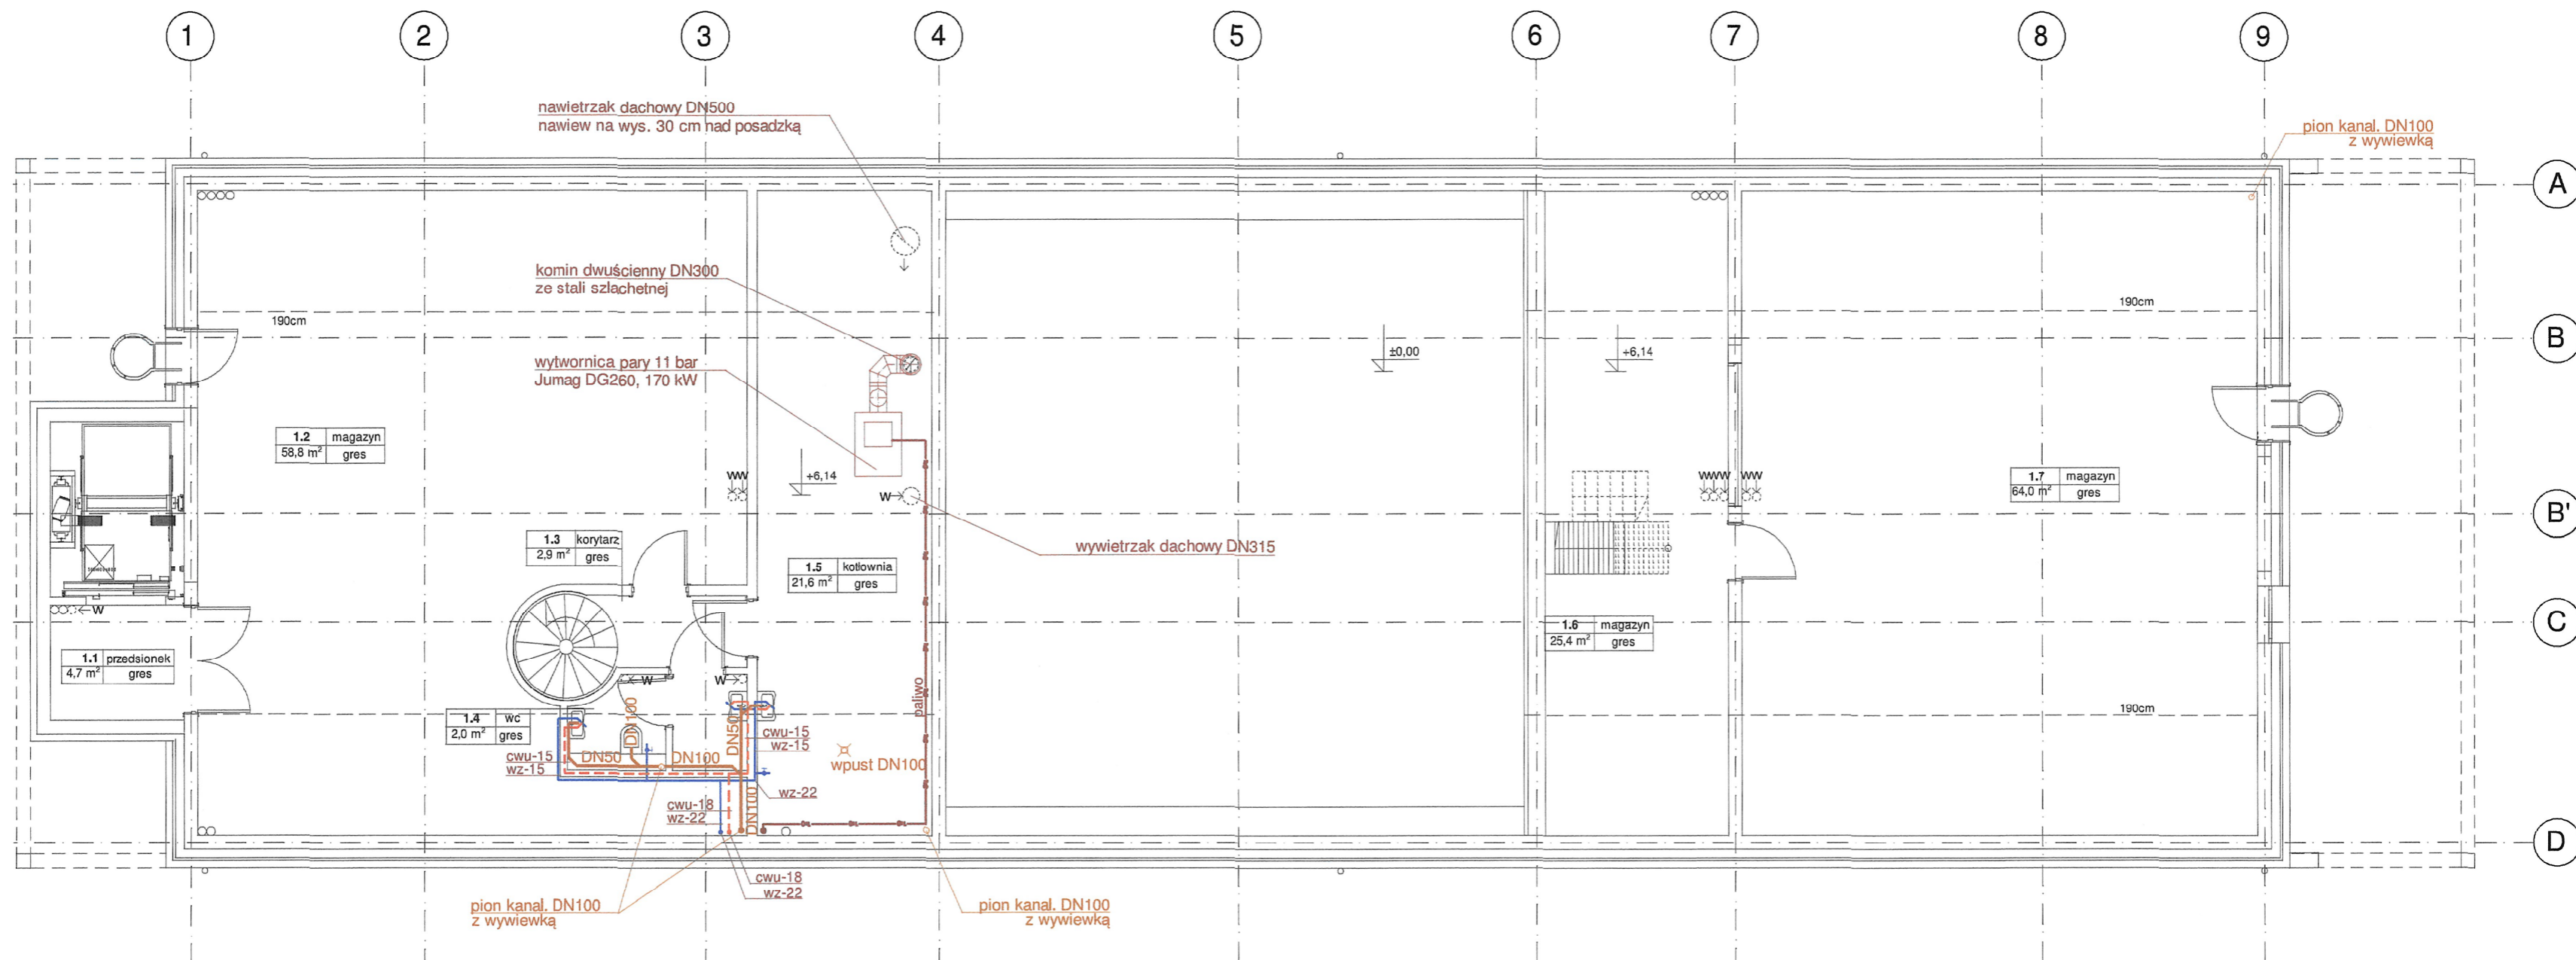 1 2 3 4 5 6 7 8 9
nawietrzak dachowy DN500
nawiew na wys. 30 cm nad posadzką
pion kanal. DN100
z wywiewką
A
komin dwuścienny DN300
ze stali szlachetnej
190cm
190cm
B
±0,00
+6,14
wytwornica pary 11 bar
Jumag DG260, 170 kW
1.2 magazyn
58,8 m² gres
WW
+6,14
W
WWW WW
1.7 magazyn
64,0 m² gres
B'
1.3 korytarz
2,9 m² gres
wywietrzak dachowy DN315
1.5 kotłownia
21,6 m² gres
W
C
1.6 magazyn
25,4 m² gres
1.1 przedsionek
4,7 m² gres
W W
paliwo
1.4 wc
2,0 m² gres
DN100
DN50
cwu-15
wz-15
190cm
cwu-15
wz-15
DN50
DN100
wpust DN100
wz-22
cwu-18
wz-22
DN100
D
cwu-18
wz-22
pion kanal. DN100
z wywiewką
pion kanal. DN100
z wywiewką